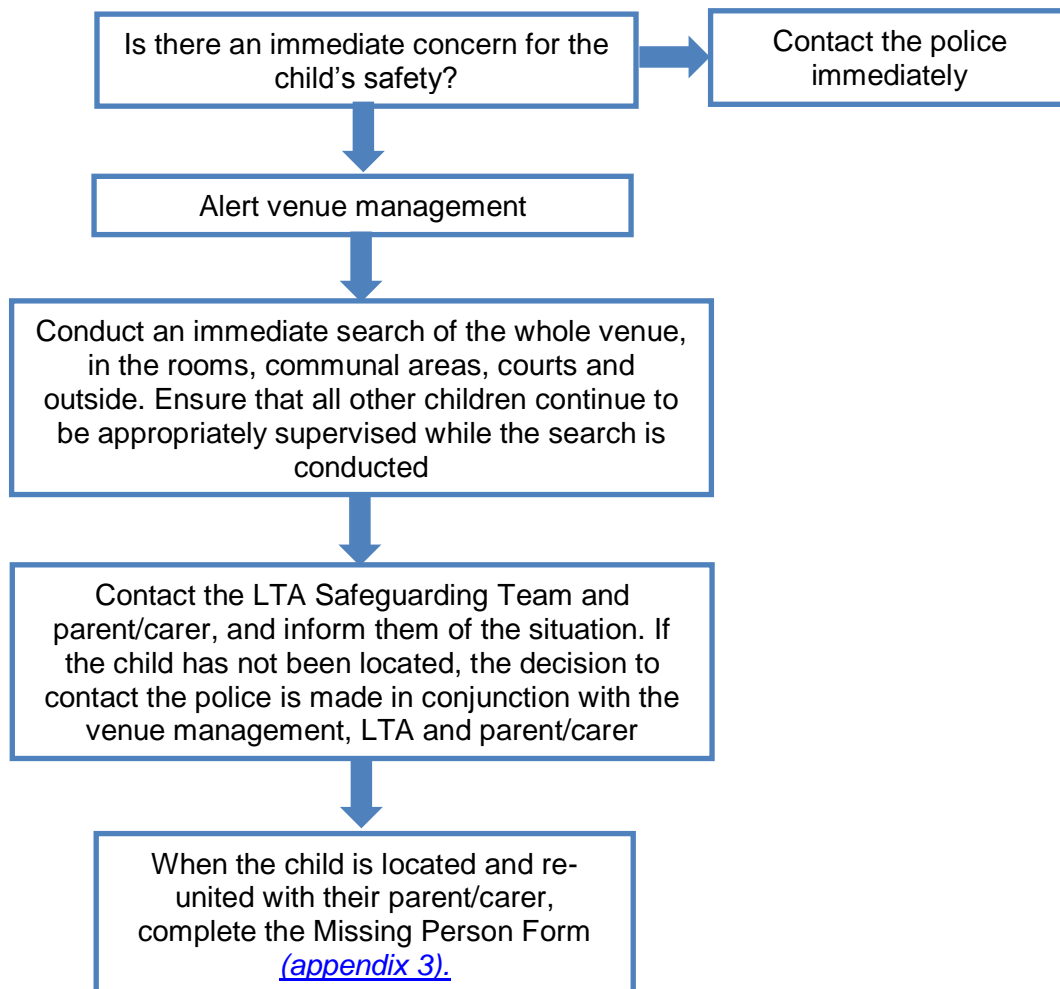 Is there an immediate concern for the
child's safety?
Contact the police
immediately
Alert venue management
Conduct an immediate search of the whole venue,
in the rooms, communal areas, courts and
outside. Ensure that all other children continue to
be appropriately supervised while the search is
conducted
Contact the LTA Safeguarding Team and
parent/carer, and inform them of the situation. If
the child has not been located, the decision to
contact the police is made in conjunction with the
venue management, LTA and parent/carer
When the child is located and re-
united with their parent/carer,
complete the Missing Person Form
(appendix 3).